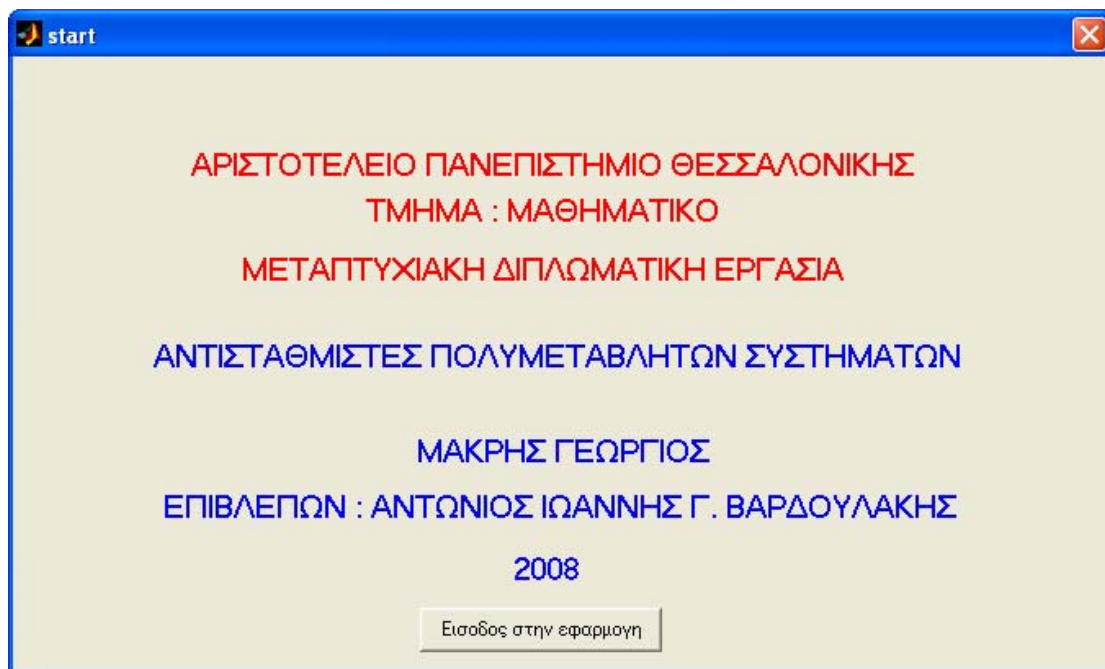 start
ΑΡΙΣΤΟΤΕΛΕΙΟ ΠΑΝΕΠΙΣΤΗΜΙΟ ΘΕΣΣΑΛΟΝΙΚΗΣ
ΤΜΗΜΑ : ΜΑΘΗΜΑΤΙΚΟ
ΜΕΤΑΠΤΥΧΙΑΚΗ ΔΙΠΛΩΜΑΤΙΚΗ ΕΡΓΑΣΙΑ
ΑΝΤΙΣΤΑΘΜΙΣΤΕΣ ΠΟΛΥΜΕΤΑΒΛΗΤΩΝ ΣΥΣΤΗΜΑΤΩΝ
ΜΑΚΡΗΣ ΓΕΩΡΓΙΟΣ
ΕΠΙΒΛΕΠΩΝ : ΑΝΤΩΝΙΟΣ ΙΩΑΝΝΗΣ Γ. ΒΑΡΔΟΥΛΑΚΗΣ
2008
Εισοδος στην εφαρμογη